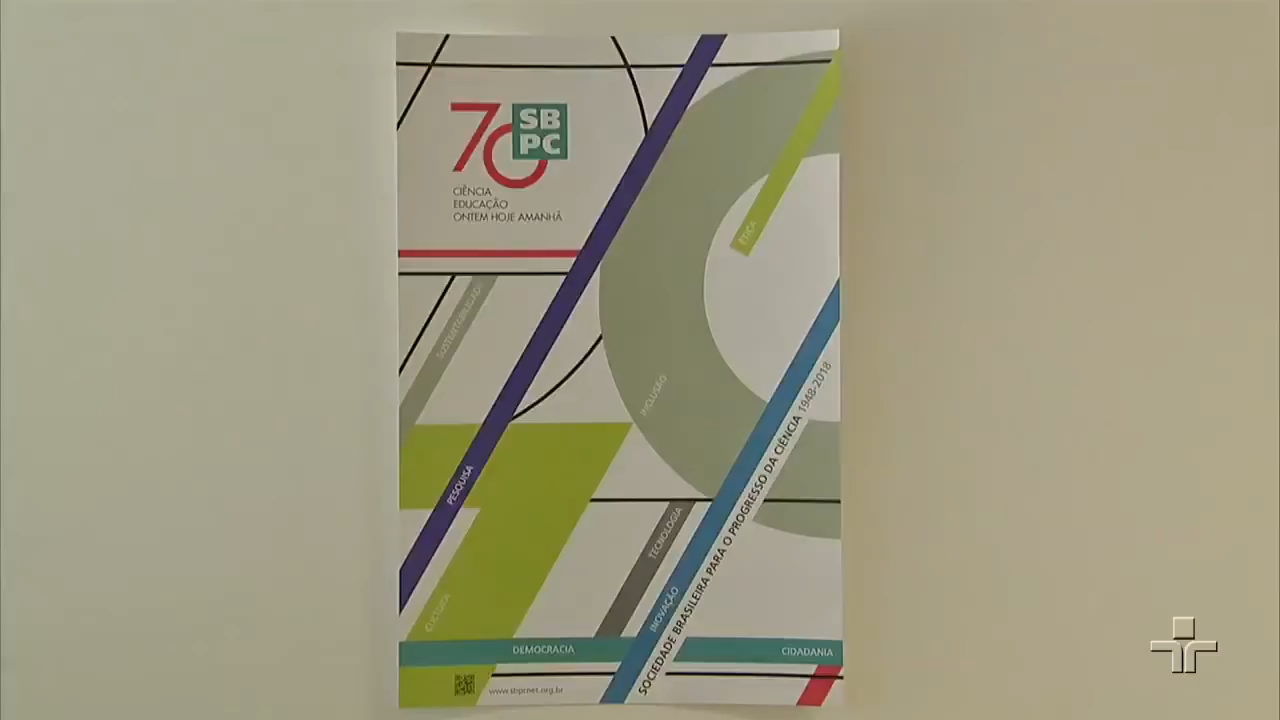 70
SB
PC
CIÊNCIA
EDUCAÇÃO
ONTEM HOJE AMANHÃ
ÉTICA
SUSTENTABILIDADE
INCLUSÃO
PESQUISA
TECNOLOGIA
CULTURA
INOVAÇÃO
SOCIEDADE BRASILEIRA PARA O PROGRESSO DA CIÊNCIA 1948-2018
DEMOCRACIA
CIDADANIA
www.sbpcnet.org.br